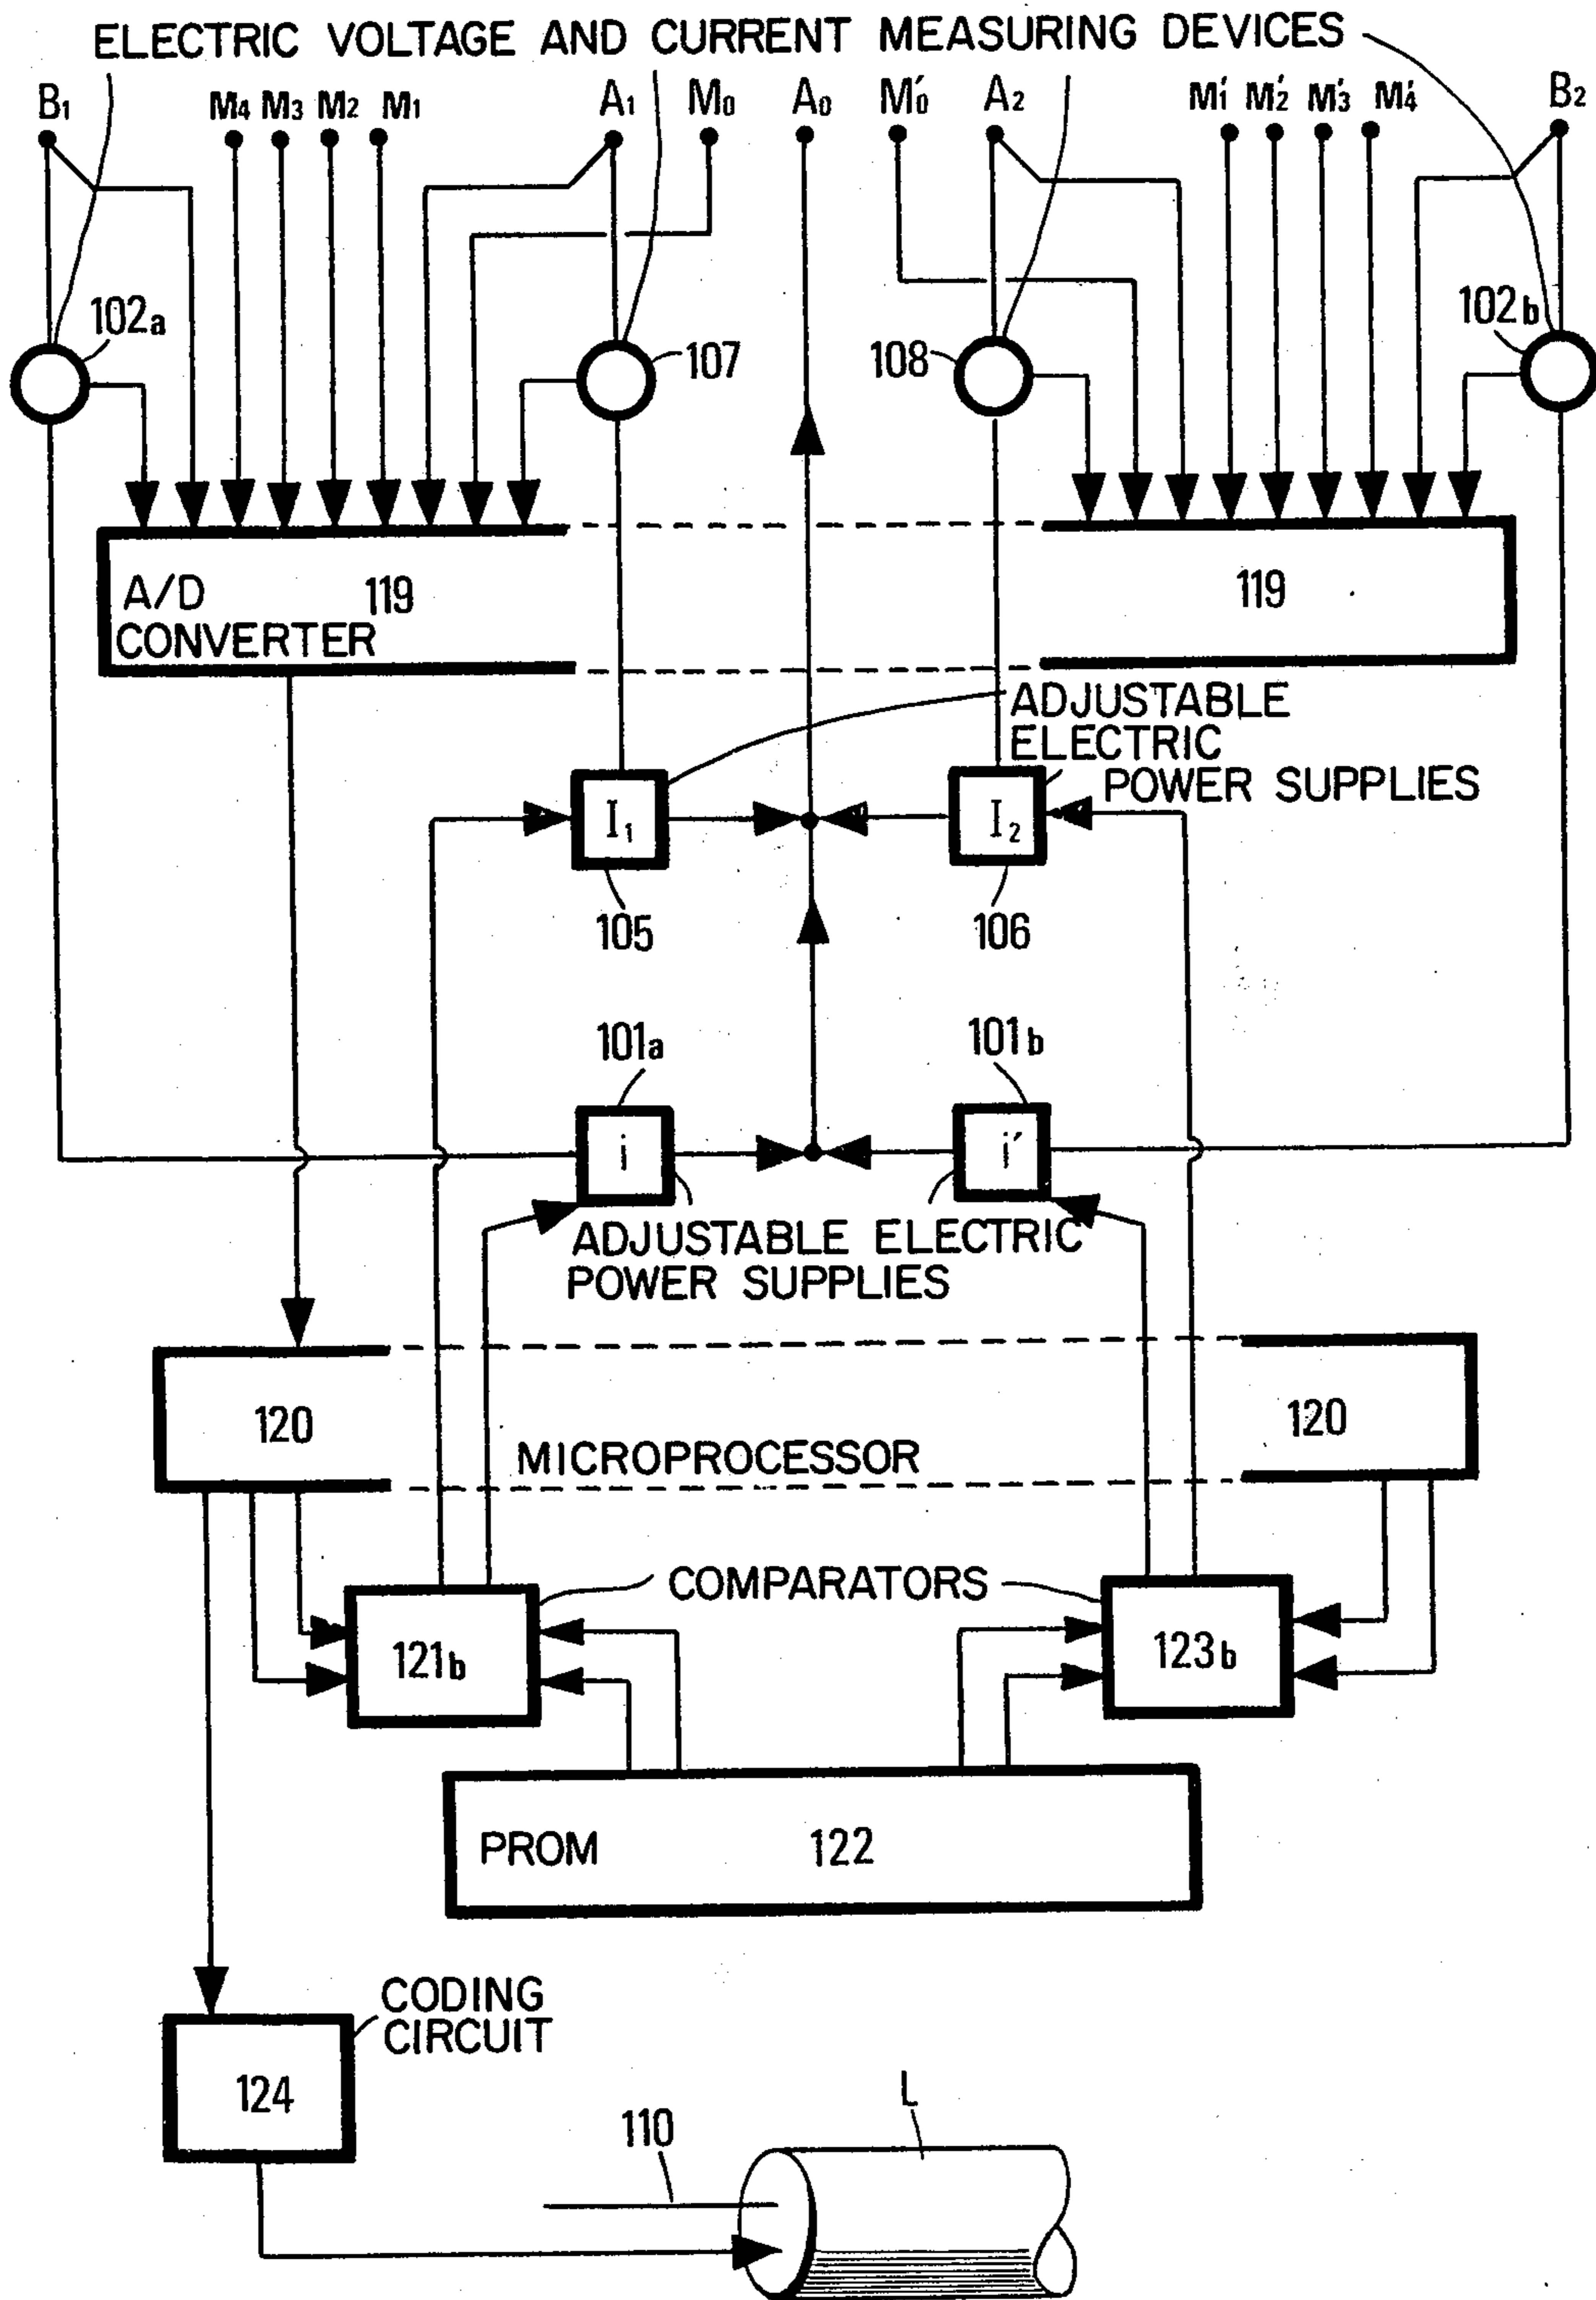 ELECTRIC VOLTAGE AND CURRENT MEASURING DEVICES
B1 M4 M3 M2 M1 A1 M0 A0 M'0 A2 M'1 M'2 M'3 M'4 B2
102a 107 108 102b
A/D CONVERTER 119 119
ADJUSTABLE
ELECTRIC
POWER SUPPLIES
I1 I2
105 106
101a 101b
i i'
ADJUSTABLE ELECTRIC
POWER SUPPLIES
120 120
MICROPROCESSOR
COMPARATORS
121b 123b
PROM 122
CODING
CIRCUIT
124
L
110